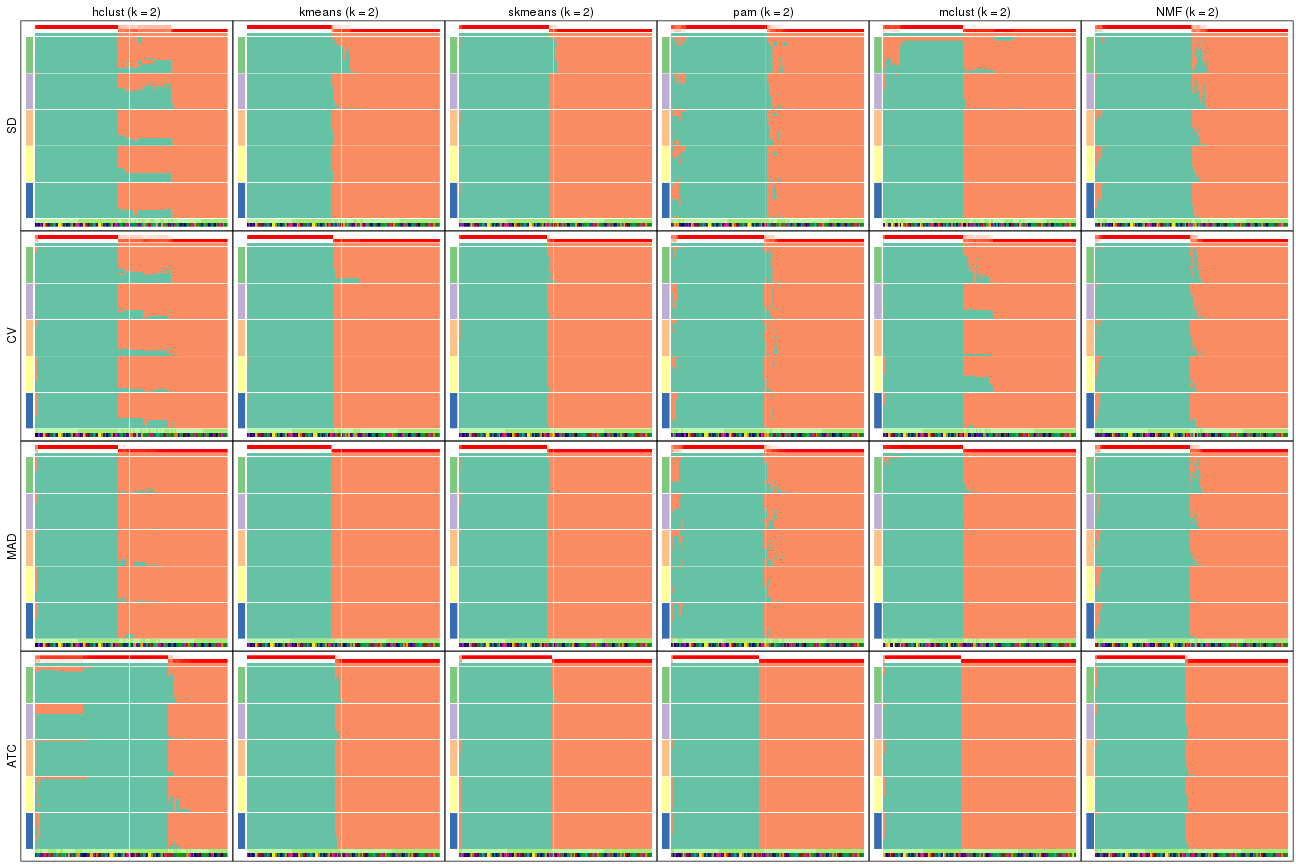 hclust (k = 2)
kmeans (k = 2)
skmeans (k = 2)
pam (k = 2)
mclust (k = 2)
NMF (k = 2)
SD
CV
MAD
ATC